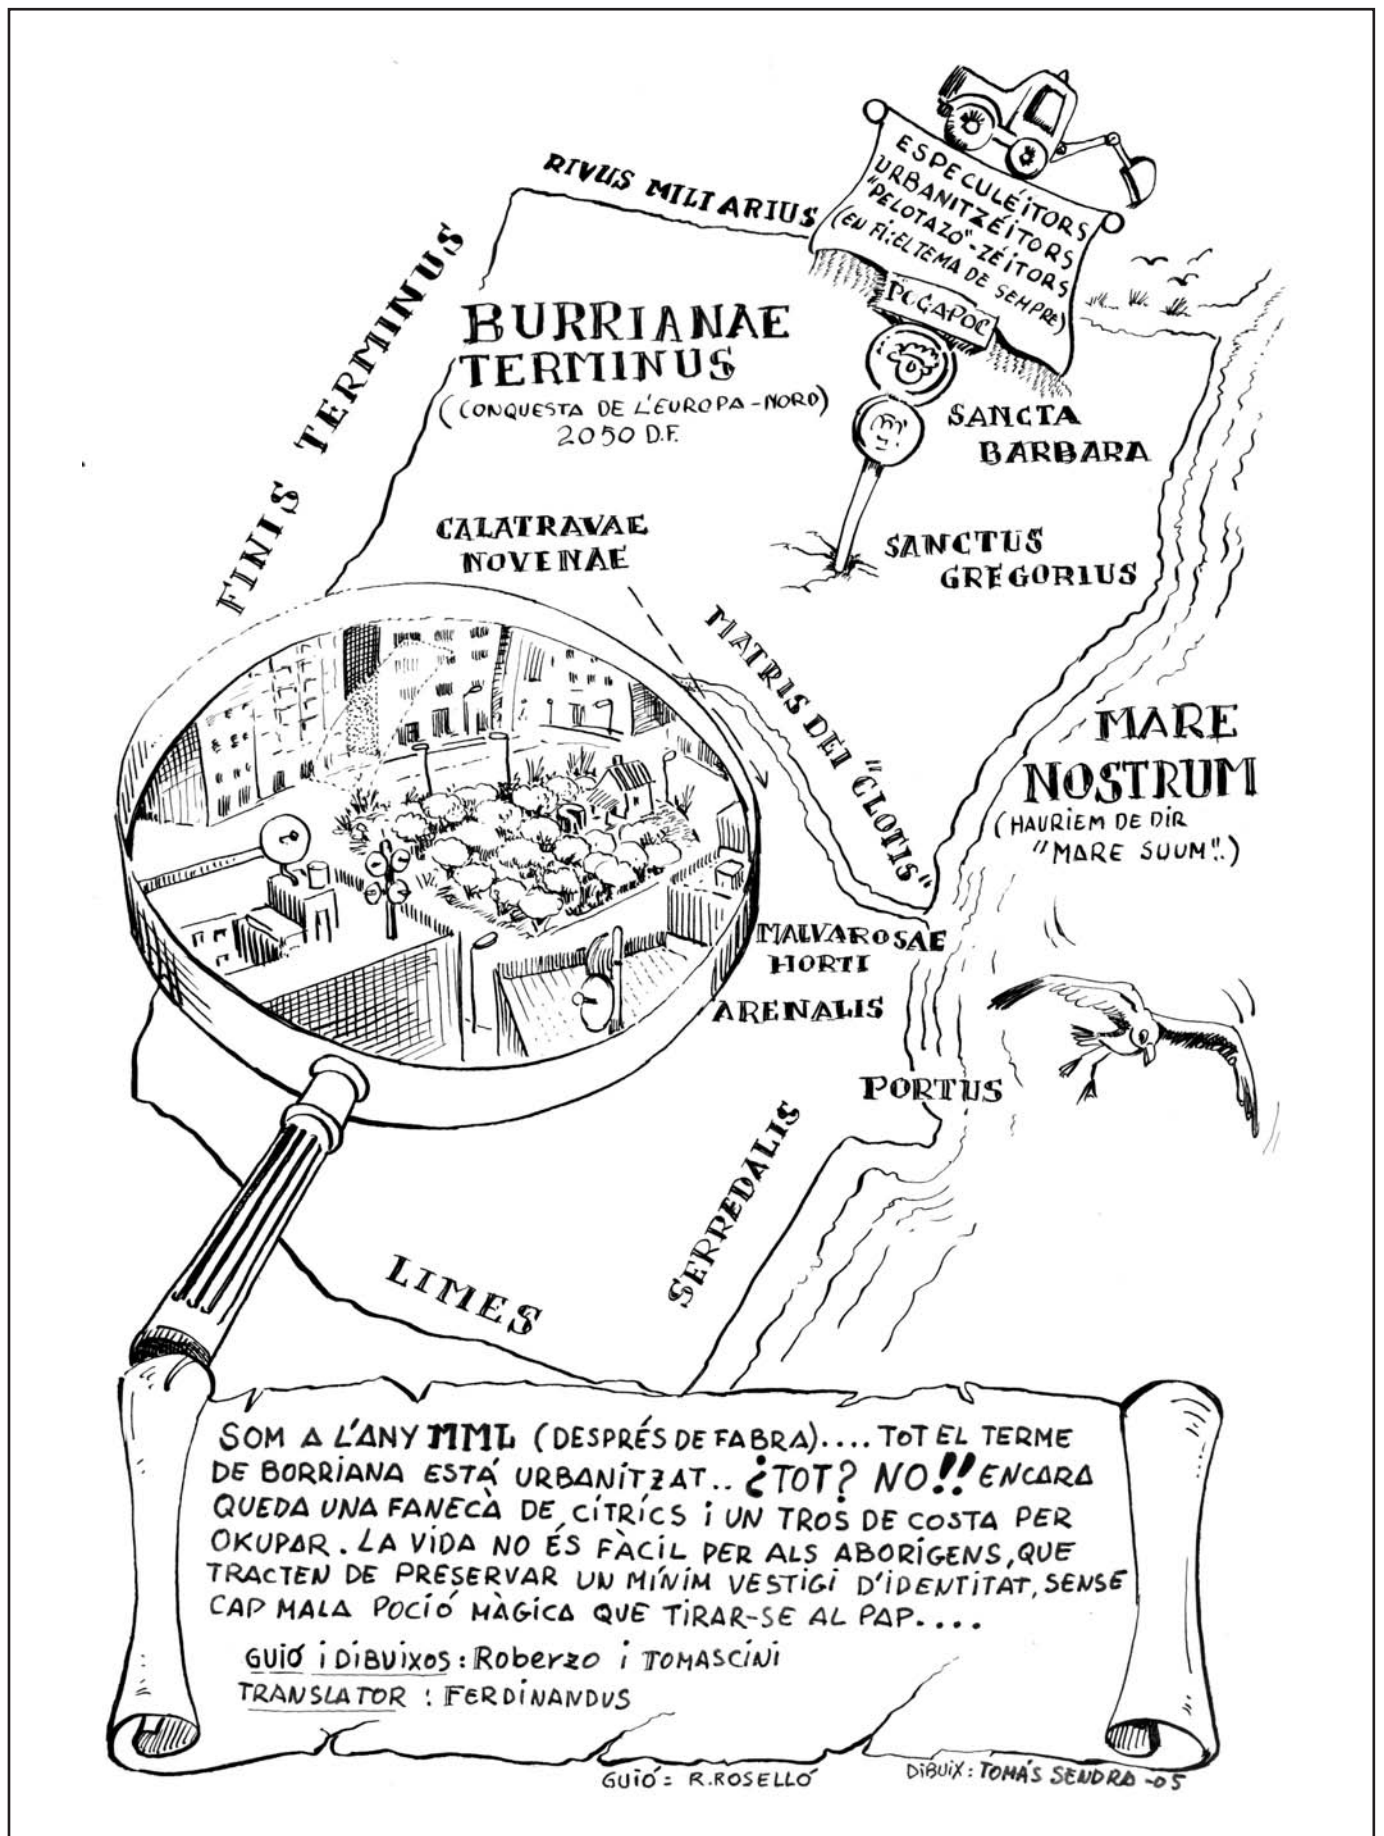 RIVUS MILIARIUS
ESPECULÉITORS
URBANITZÉITORS
"PELOTAZO"-ZÉITORS
(EN FI: EL TEMA DE SEMPRE)
POCAPOC
FINIS TERMINUS
BURRIANAE
TERMINUS
(CONQUESTA DE L'EUROPA-NORD)
2050 D.F.
SANCTA
BARBARA
CALATRAVAE
NOVENAE
SANCTUS
GREGORIUS
MATRIS DEI "CLOTIS"
MARE
NOSTRUM
(HAURIEM DE DIR
"MARE SUUM"..)
MALVAROSAE
HORTI
ARENALIS
PORTUS
SERREDALIS
LIMES
SOM A L'ANY MML (DESPRÉS DE FABRA).... TOT EL TERME
DE BORRIANA ESTÁ URBANITZAT.. ¿TOT? NO!! ENCARA
QUEDA UNA FANECÀ DE CÍTRICS i UN TROS DE COSTA PER
OKUPAR. LA VIDA NO ÉS FÀCIL PER ALS ABORÍGENS, QUE
TRACTEN DE PRESERVAR UN MÍNIM VESTIGI D'IDENTITAT, SENSE
CAP MALA POCIÓ MÀGICA QUE TIRAR-SE AL PAP....
GUIÓ i DIBUIXOS: Roberzo i TOMASCINI
TRANSLATOR: FERDINANDUS
GUIÓ: R. ROSELLÓ
DIBUIX: TOMÁS SENDRA -05